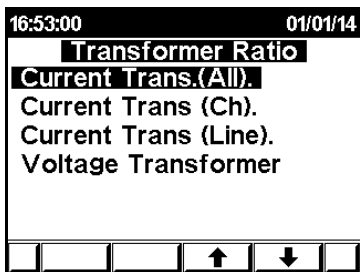 16:53:00 01/01/14
Transformer Ratio
Current Trans.(All).
Current Trans (Ch).
Current Trans (Line).
Voltage Transformer